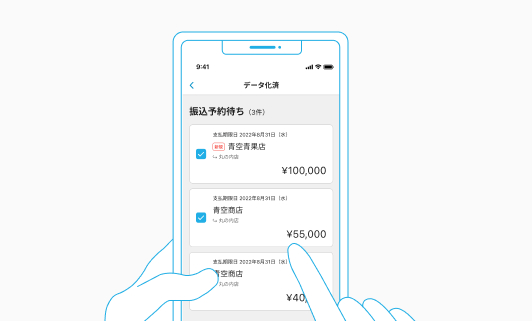 9:41
データ化済
振込予約待ち（3件）
支払期限日 2022年8月31日（水）
新規 青空青果店
丸の内店
¥100,000
支払期限日 2022年8月31日（水）
青空商店
丸の内店
¥55,000
支払期限日 2022年8月31日（水）
青空商店
丸の内店
¥40,